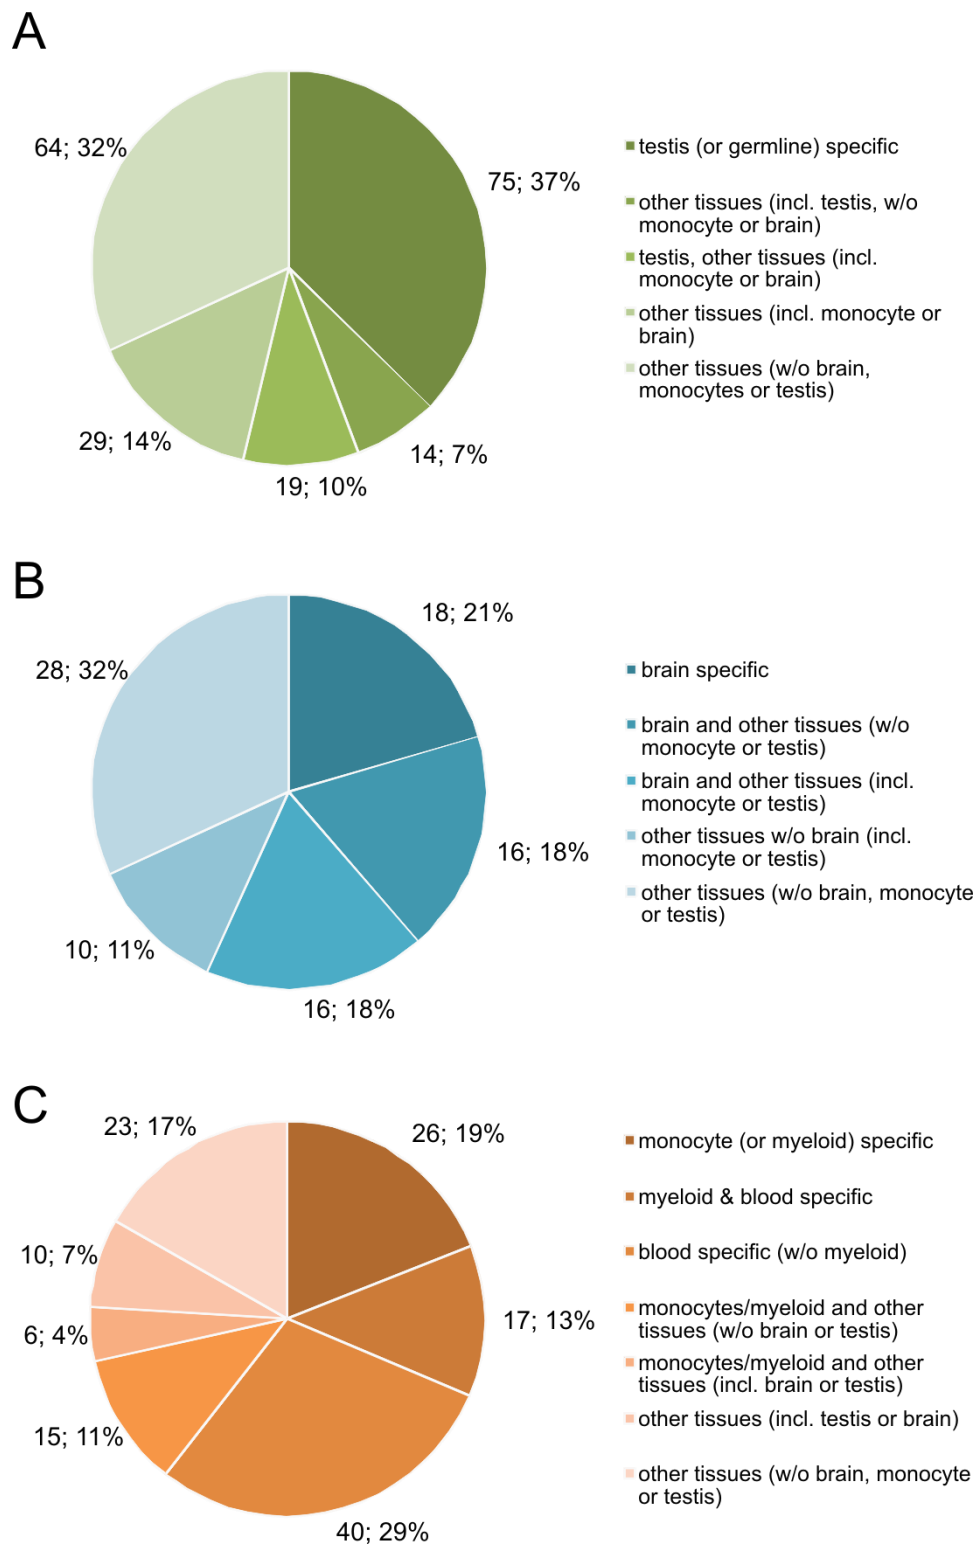 A
64; 32%
75; 37%
14; 7%
19; 10%
29; 14%
testis (or germline) specific
other tissues (incl. testis, w/o
monocyte or brain)
testis, other tissues (incl.
monocyte or brain)
other tissues (incl. monocyte or
brain)
other tissues (w/o brain,
monocytes or testis)
B
18; 21%
28; 32%
16; 18%
10; 11%
16; 18%
brain specific
brain and other tissues (w/o
monocyte or testis)
brain and other tissues (incl.
monocyte or testis)
other tissues w/o brain (incl.
monocyte or testis)
other tissues (w/o brain, monocyte
or testis)
C
23; 17%
26; 19%
10; 7%
17; 13%
6; 4%
15; 11%
40; 29%
monocyte (or myeloid) specific
myeloid & blood specific
blood specific (w/o myeloid)
monocytes/myeloid and other
tissues (w/o brain or testis)
monocytes/myeloid and other
tissues (incl. brain or testis)
other tissues (incl. testis or brain)
other tissues (w/o brain, monocyte
or testis)